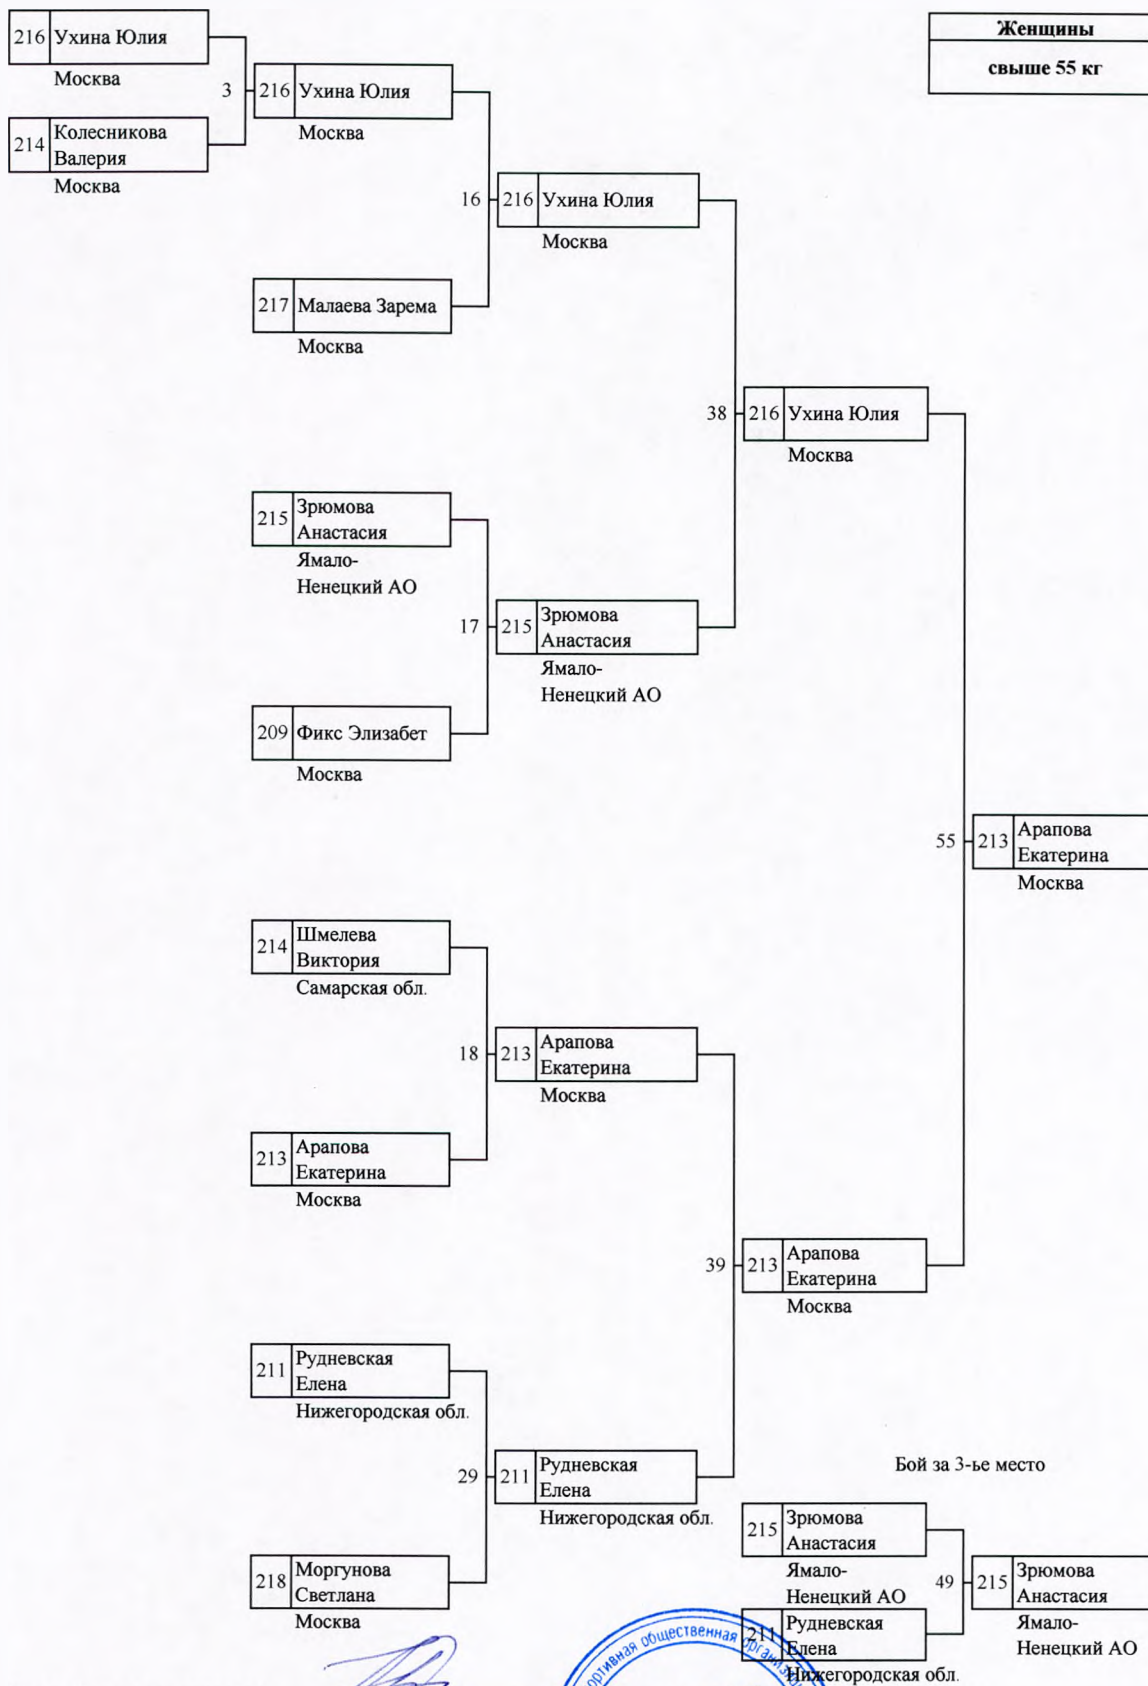 Женщины
свыше 55 кг
216 Ухина Юлия
Москва
3
214 Колесникова
Валерия
Москва
216 Ухина Юлия
Москва
16
217 Малаева Зарема
Москва
216 Ухина Юлия
Москва
215 Зрюмова
Анастасия
Ямало-
Ненецкий АО
17
209 Фикс Элизабет
Москва
215 Зрюмова
Анастасия
Ямало-
Ненецкий АО
38
216 Ухина Юлия
Москва
214 Шмелева
Виктория
Самарская обл.
18
213 Арапова
Екатерина
Москва
213 Арапова
Екатерина
Москва
211 Рудневская
Елена
Нижегородская обл.
29
218 Моргунова
Светлана
Москва
211 Рудневская
Елена
Нижегородская обл.
39
213 Арапова
Екатерина
Москва
55
213 Арапова
Екатерина
Москва
Бой за 3-ье место
215 Зрюмова
Анастасия
Ямало-
Ненецкий АО
49
211 Рудневская
Елена
Нижегородская обл.
215 Зрюмова
Анастасия
Ямало-
Ненецкий АО
общественная